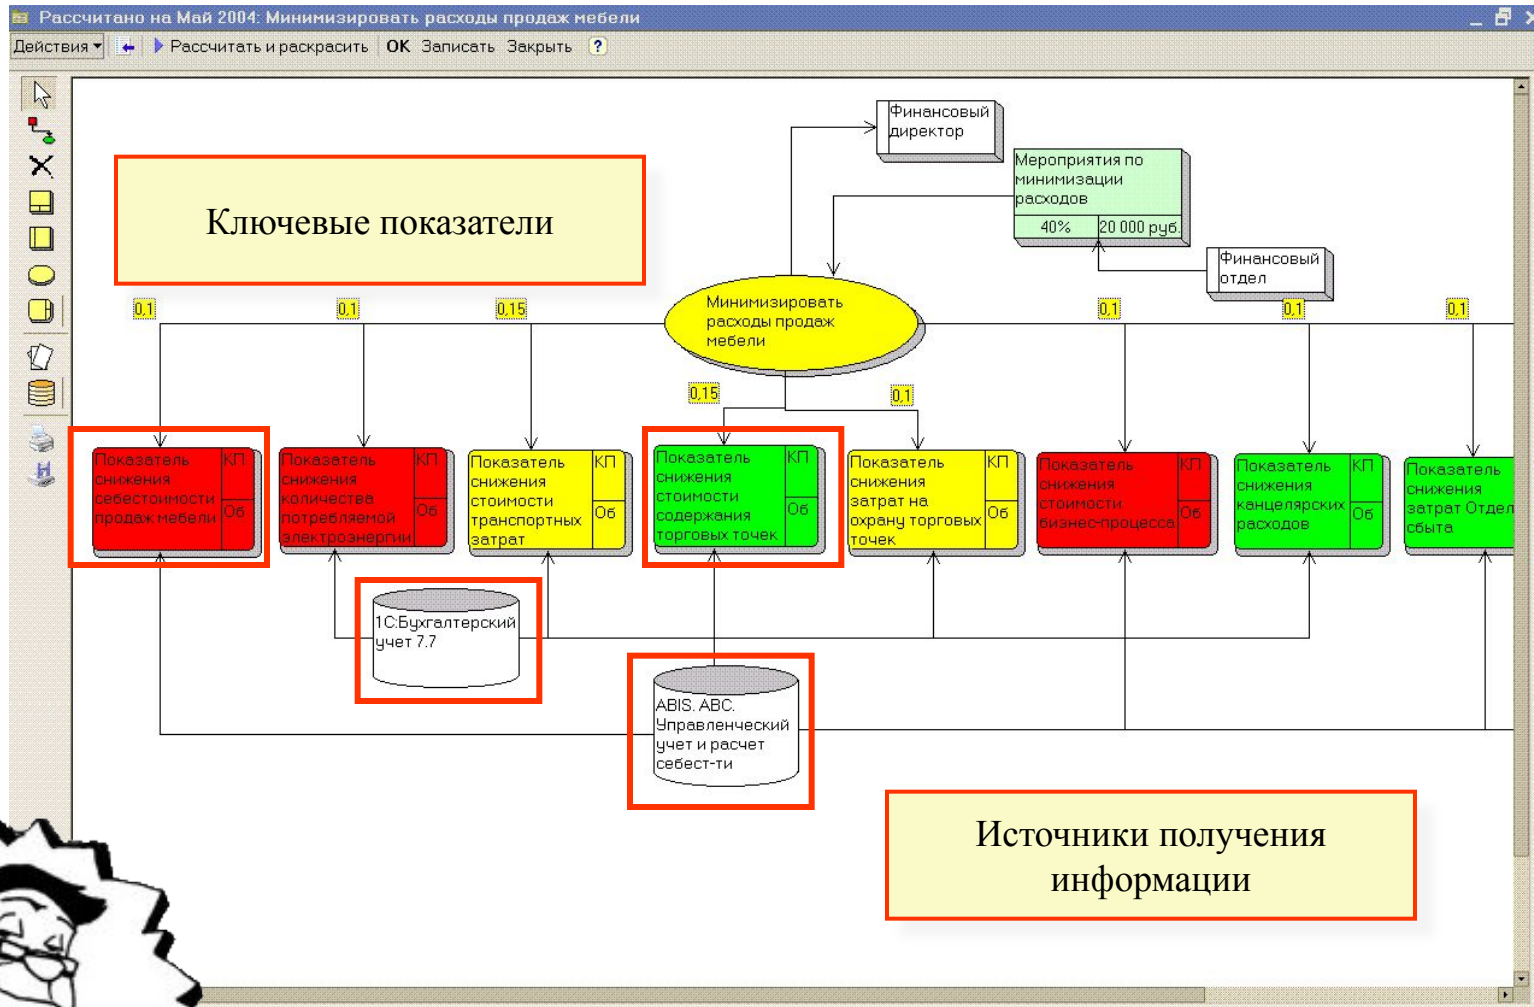 Рассчитано на Май 2004: Минимизировать расходы продаж мебели
Действия
Рассчитать и раскрасить
OK
Записать
Закрыть
?
Финансовый
директор
Мероприятия по
минимизации
расходов
40%
20 000 руб.
Финансовый
отдел
Ключевые показатели
Минимизировать
расходы продаж
мебели
0,1
0,1
0,15
0,1
0,1
0,1
0,15
0,1
Показатель
снижения
себестоимости
продаж мебели
КП
Об
Показатель
снижения
количества
потребляемой
электроэнергии
КП
Об
Показатель
снижения
стоимости
транспортных
затрат
КП
Об
Показатель
снижения
стоимости
содержания
торговых точек
КП
Об
Показатель
снижения
затрат на
охрану торговых
точек
КП
Об
Показатель
снижения
стоимости
бизнес-процесса
КП
Об
Показатель
снижения
канцелярских
расходов
КП
Об
Показатель
снижения
затрат Отдел
сбыта
1С:Бухгалтерский
учет 7.7
ABIS. ABC.
Управленческий
учет и расчет
себест-ти
Источники получения
информации